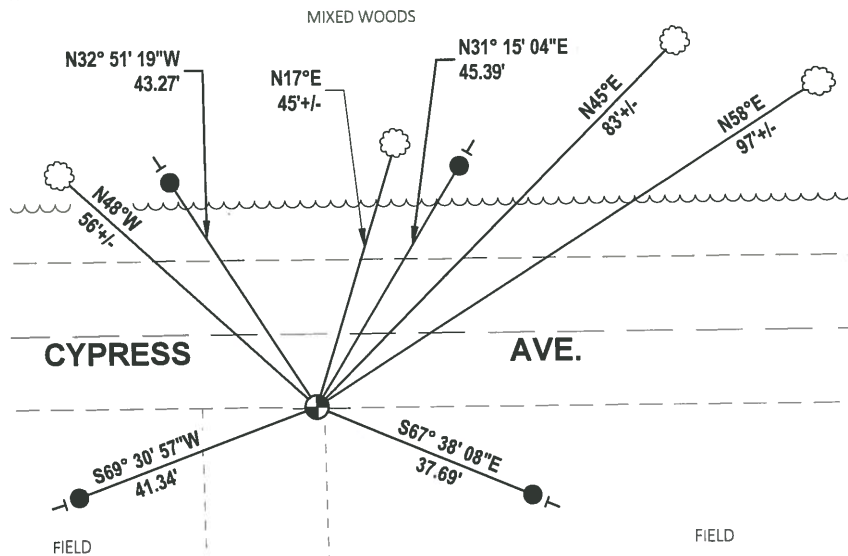 MIXED WOODS
N32° 51' 19"W
43.27'
N17°E
45'+/-
N31° 15' 04"E
45.39'
N45°E
83'+/-
N58°E
97'+/-
N48°W
56'+/-
CYPRESS AVE.
S69° 30' 57"W
41.34'
S67° 38' 08"E
37.69'
FIELD
FIELD